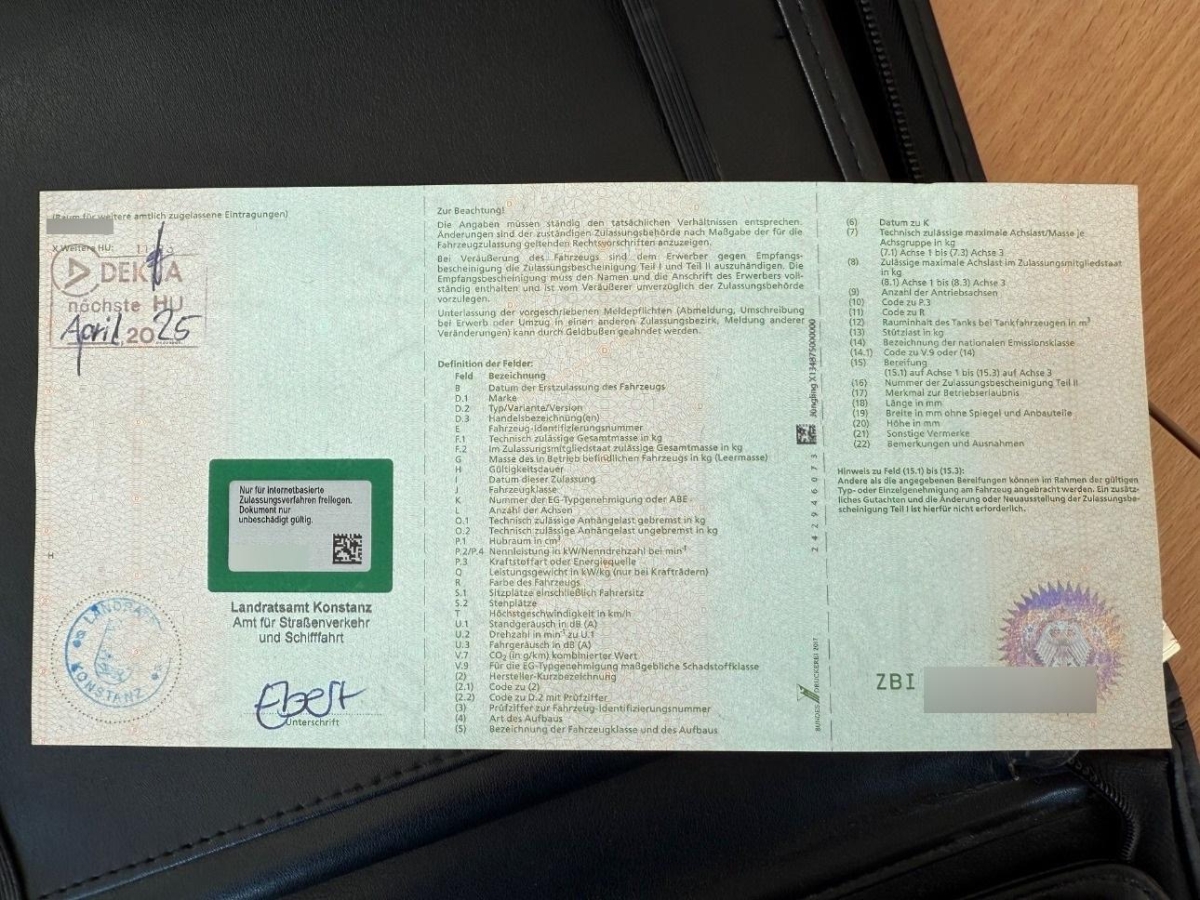 (Raum für weitere amtlich zugelassene Eintragungen)
X Weitere HU:
DEKRA
nächste HU
April 2025
Nur für internetbasierte
Zulassungsverfahren freilegen.
Dokument nur
unbeschädigt gültig.
H
LANDRATSAMT
KONSTANZ
Landratsamt Konstanz
Amt für Straßenverkehr
und Schifffahrt
Ebert
Unterschrift
Zur Beachtung!
Die Angaben müssen ständig den tatsächlichen Verhältnissen entsprechen.
Änderungen sind der zuständigen Zulassungsbehörde nach Maßgabe der für die
Fahrzeugzulassung geltenden Rechtsvorschriften anzuzeigen.
Bei Veräußerung des Fahrzeugs sind dem Erwerber gegen Empfangs-
bescheinigung die Zulassungsbescheinigung Teil I und Teil II auszuhändigen. Die
Empfangsbescheinigung muss den Namen und die Anschrift des Erwerbers voll-
ständig enthalten und ist vom Veräußerer unverzüglich der Zulassungsbehörde
vorzulegen.
Unterlassung der vorgeschriebenen Meldepflichten (Abmeldung, Umschreibung
bei Erwerb oder Umzug in einen anderen Zulassungsbezirk, Meldung anderer
Veränderungen) kann durch Geldbußen geahndet werden.
Definition der Felder:
Feld Bezeichnung
B Datum der Erstzulassung des Fahrzeugs
D.1 Marke
D.2 Typ/Variante/Version
D.3 Handelsbezeichnung(en)
E Fahrzeug-Identifizierungsnummer
F.1 Technisch zulässige Gesamtmasse in kg
F.2 Im Zulassungsmitgliedstaat zulässige Gesamtmasse in kg
G Masse des in Betrieb befindlichen Fahrzeugs in kg (Leermasse)
H Gültigkeitsdauer
I Datum dieser Zulassung
J Fahrzeugklasse
K Nummer der EG-Typgenehmigung oder ABE
L Anzahl der Achsen
O.1 Technisch zulässige Anhängelast gebremst in kg
O.2 Technisch zulässige Anhängelast ungebremst in kg
P.1 Hubraum in cm³
P.2/P.4 Nennleistung in kW/Nenndrehzahl bei min⁻¹
P.3 Kraftstoffart oder Energiequelle
Q Leistungsgewicht in kW/kg (nur bei Krafträdern)
R Farbe des Fahrzeugs
S.1 Sitzplätze einschließlich Fahrersitz
S.2 Stehplätze
T Höchstgeschwindigkeit in km/h
U.1 Standgeräusch in dB (A)
U.2 Drehzahl in min⁻¹ zu U.1
U.3 Fahrgeräusch in dB (A)
V.7 CO₂ (in g/km) kombinierter Wert
V.9 Für die EG-Typgenehmigung maßgebliche Schadstoffklasse
(2) Hersteller-Kurzbezeichnung
(2.1) Code zu (2)
(2.2) Code zu D.2 mit Prüfziffer
(3) Prüfziffer zur Fahrzeug-Identifizierungsnummer
(4) Art des Aufbaus
(5) Bezeichnung der Fahrzeugklasse und des Aufbaus
Jüngling X134875000000
242946073
BUNDESDRUCKEREI 2017
(6) Datum zu K
(7) Technisch zulässige maximale Achslast/Masse je
Achsgruppe in kg
(7.1) Achse 1 bis (7.3) Achse 3
(8) Zulässige maximale Achslast im Zulassungsmitgliedstaat
in kg
(8.1) Achse 1 bis (8.3) Achse 3
(9) Anzahl der Antriebsachsen
(10) Code zu P.3
(11) Code zu R
(12) Rauminhalt des Tanks bei Tankfahrzeugen in m³
(13) Stützlast in kg
(14) Bezeichnung der nationalen Emissionsklasse
(14.1) Code zu V.9 oder (14)
(15) Bereifung
(15.1) auf Achse 1 bis (15.3) auf Achse 3
(16) Nummer der Zulassungsbescheinigung Teil II
(17) Merkmal zur Betriebserlaubnis
(18) Länge in mm
(19) Breite in mm ohne Spiegel und Anbauteile
(20) Höhe in mm
(21) Sonstige Vermerke
(22) Bemerkungen und Ausnahmen
Hinweis zu Feld (15.1) bis (15.3):
Andere als die angegebenen Bereifungen können im Rahmen der gültigen
Typ- oder Einzelgenehmigung am Fahrzeug angebracht werden. Ein zusätz-
liches Gutachten und die Änderung oder Neuausstellung der Zulassungsbe-
scheinigung Teil I ist hierfür nicht erforderlich.
ZBI